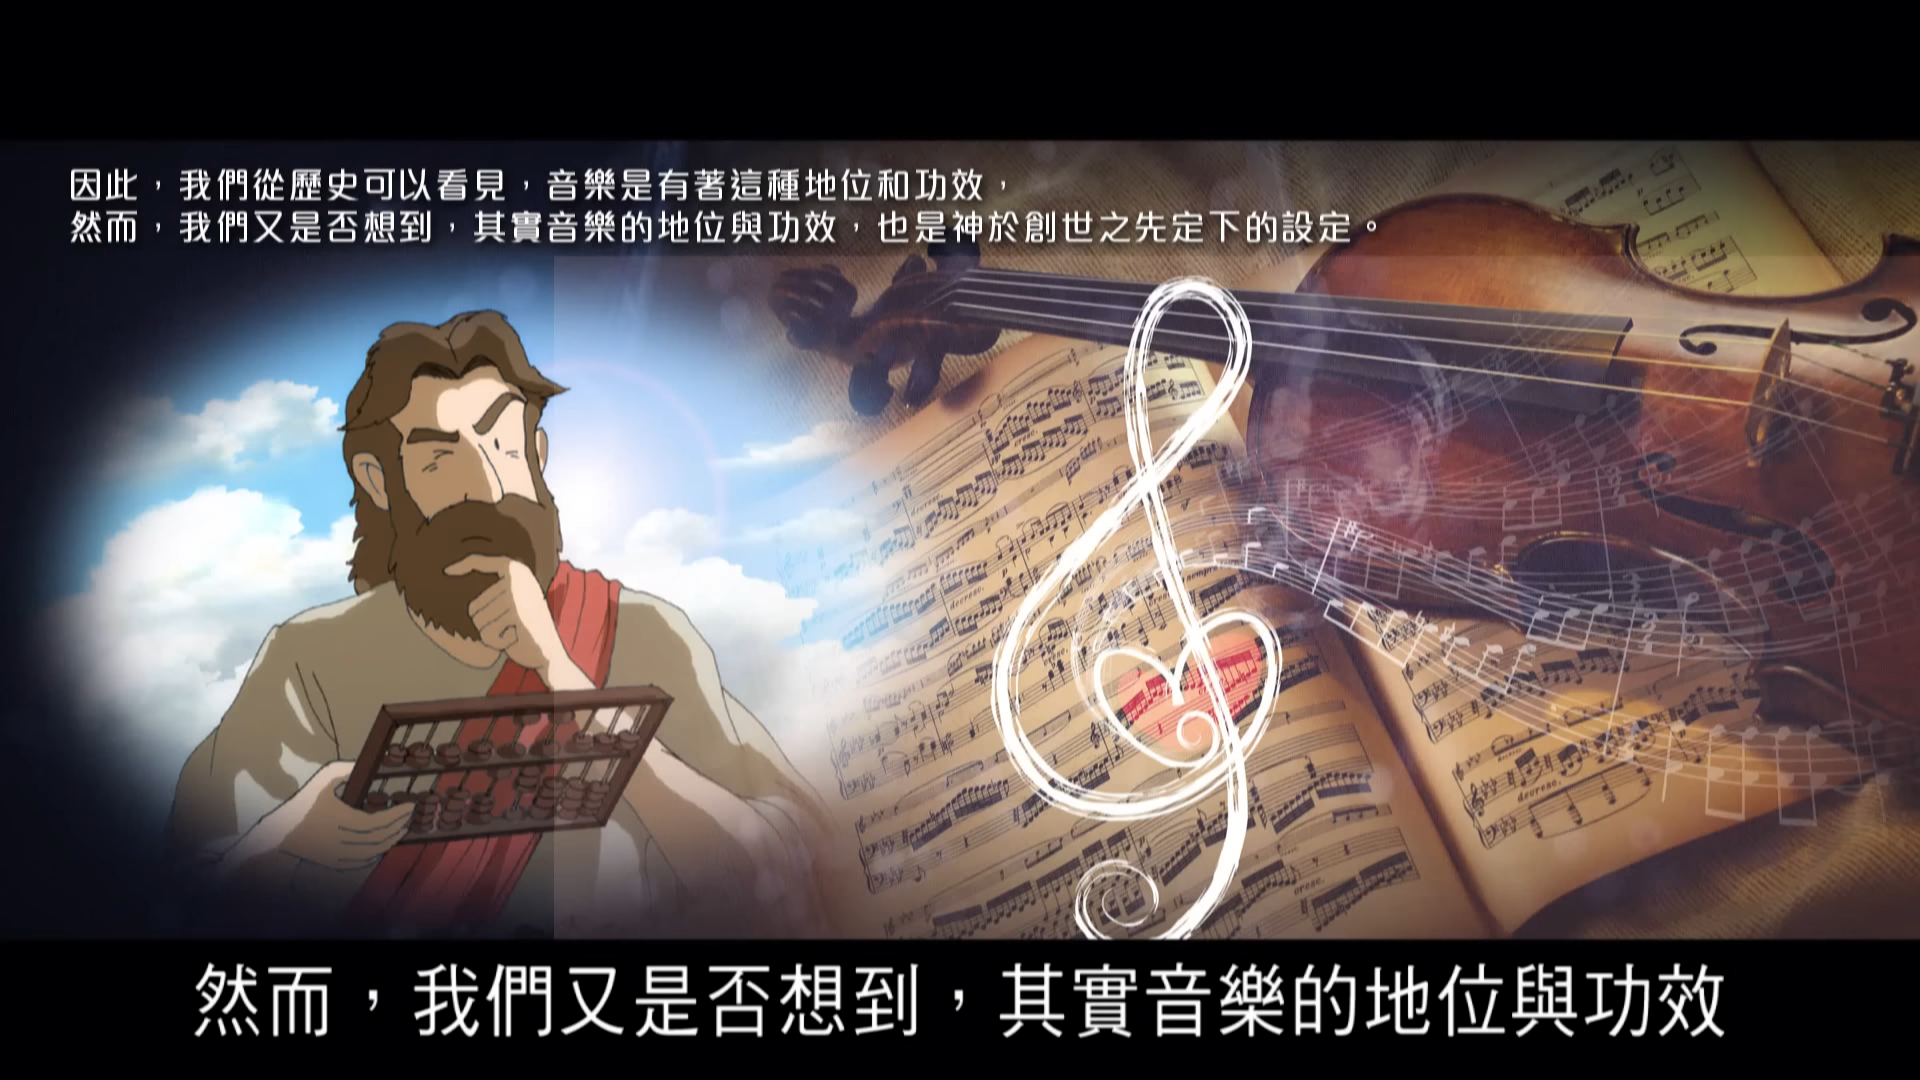 因此，我們從歷史可以看見，音樂是有著這種地位和功效，
然而，我們又是否想到，其實音樂的地位與功效，也是神於創世之先定下的設定。
decresc.
cresc.
然而，我們又是否想到，其實音樂的地位與功效